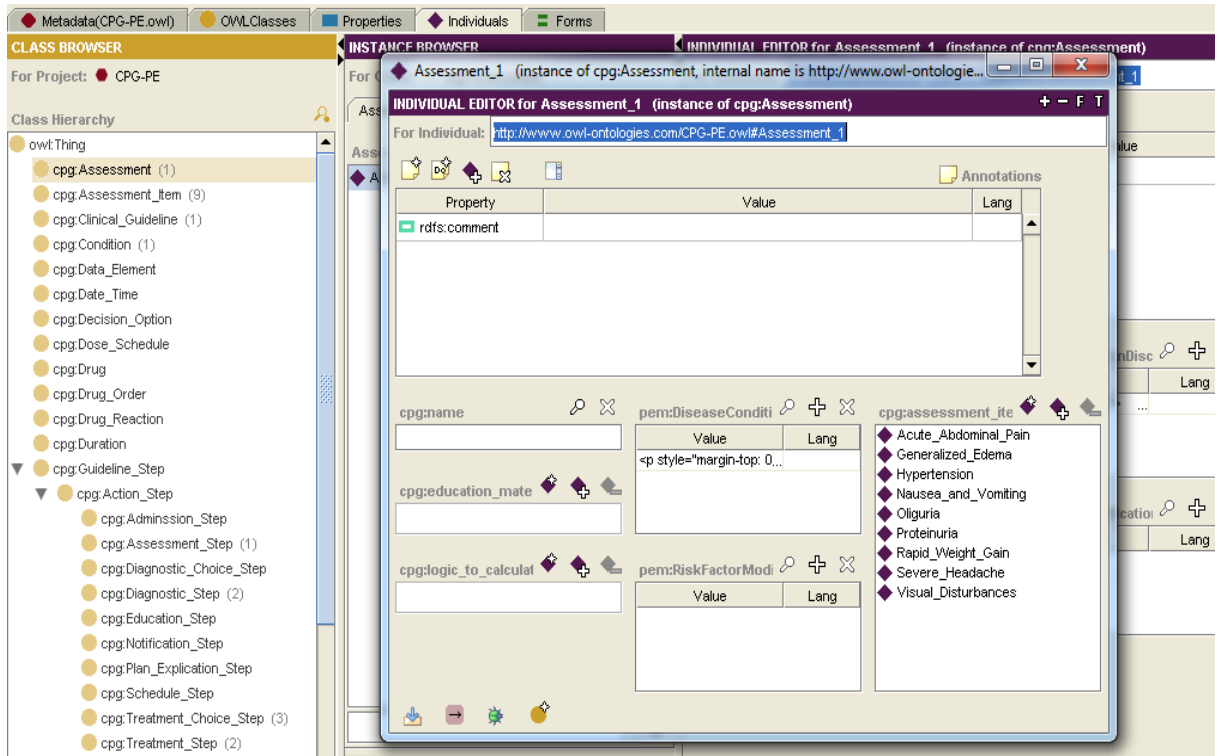 Metadata(CPG-PE.owl) OWLClasses Properties Individuals Forms
CLASS BROWSER
For Project: CPG-PE
Class Hierarchy
owl:Thing
cpg:Assessment (1)
cpg:Assessment_Item (9)
cpg:Clinical_Guideline (1)
cpg:Condition (1)
cpg:Data_Element
cpg:Date_Time
cpg:Decision_Option
cpg:Dose_Schedule
cpg:Drug
cpg:Drug_Order
cpg:Drug_Reaction
cpg:Duration
cpg:Guideline_Step
cpg:Action_Step
cpg:Adminssion_Step
cpg:Assessment_Step (1)
cpg:Diagnostic_Choice_Step
cpg:Diagnostic_Step (2)
cpg:Education_Step
cpg:Notification_Step
cpg:Plan_Explication_Step
cpg:Schedule_Step
cpg:Treatment_Choice_Step (3)
cpg:Treatment_Step (2)
INSTANCE BROWSER
For C
Ass
Asse
A
INDIVIDUAL EDITOR for Assessment_1 (instance of cpg:Assessment)
t_1
Assessment_1 (instance of cpg:Assessment, internal name is http://www.owl-ontologie...
INDIVIDUAL EDITOR for Assessment_1 (instance of cpg:Assessment) + − F T
For Individual: http://www.owl-ontologies.com/CPG-PE.owl#Assessment_1
Annotations
Property Value Lang
rdfs:comment
cpg:name
cpg:education_mate
cpg:logic_to_calculat
pem:DiseaseConditi
Value Lang
<p style="margin-top: 0...
pem:RiskFactorModi
Value Lang
cpg:assessment_ite
Acute_Abdominal_Pain
Generalized_Edema
Hypertension
Nausea_and_Vomiting
Oliguria
Proteinuria
Rapid_Weight_Gain
Severe_Headache
Visual_Disturbances
alue
nDisc
Lang
...
cation
Lang